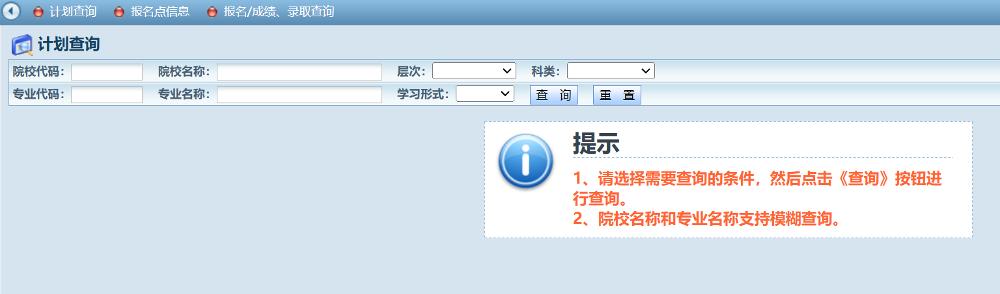 计划查询 报名点信息 报名/成绩、录取查询
计划查询
院校代码： 院校名称： 层次： 科类：
专业代码： 专业名称： 学习形式： 查 询 重 置
提示
1、请选择需要查询的条件，然后点击《查询》按钮进
行查询。
2、院校名称和专业名称支持模糊查询。